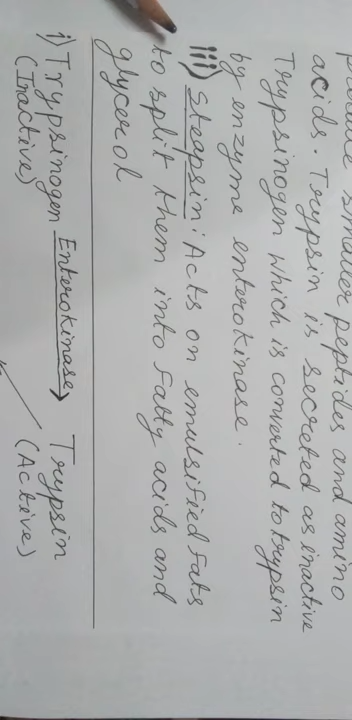 produce smaller peptides and amino
acids. Trypsin is secreted as inactive
Trypsinogen which is converted to trypsin
by enzyme enterokinase.
iii) Steapsin: Acts on emulsified fats
to split them into fatty acids and
glycerol
i) Trypsinogen Enterokinase Trypsin
(Inactive) (Active)